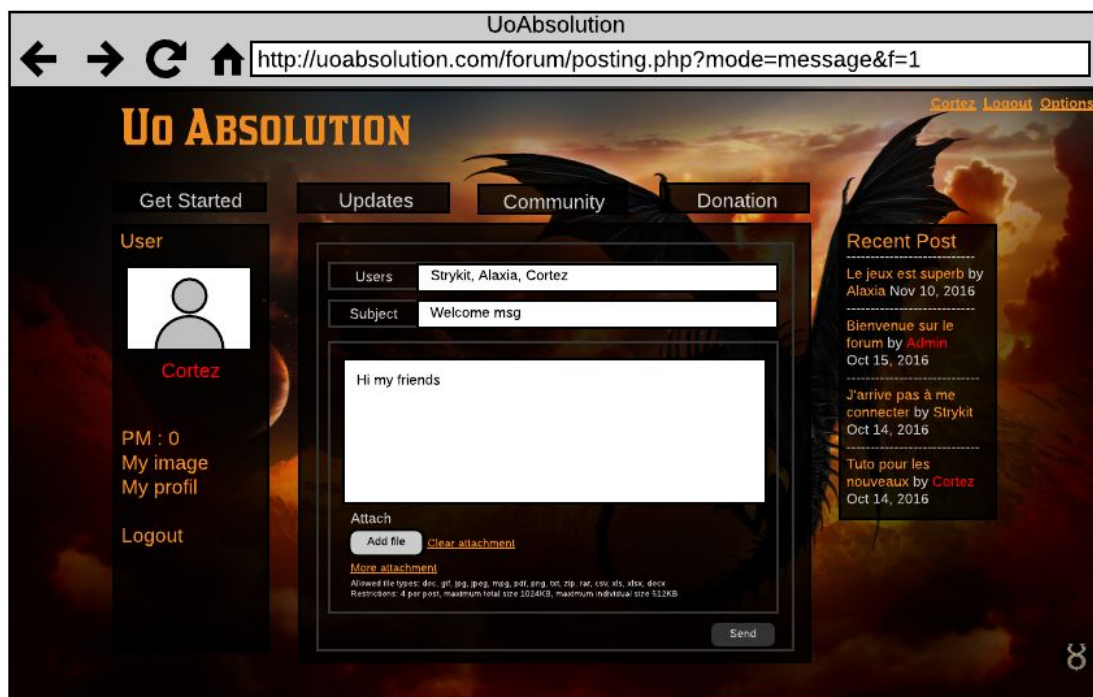 UoAbsolution
http://uoabsolution.com/forum/posting.php?mode=message&f=1
Cortez Logout Options
UO ABSOLUTION
Get Started
Updates
Community
Donation
User
Cortez
PM : 0
My image
My profil
Logout
Users
Strykit, Alaxia, Cortez
Subject
Welcome msg
Hi my friends
Attach
Add file
Clear attachment
More attachment
Allowed file types: doc, gif, jpg, jpeg, mpg, pdf, png, txt, zip, rar, csv, xls, xlsx, docx
Restrictions: 4 per post, maximum total size 1024KB, maximum individual size 512KB
Send
Recent Post
---------------------------
Le jeux est superb by
Alaxia Nov 10, 2016
---------------------------
Bienvenue sur le
forum by Admin
Oct 15, 2016
----------------------------
J'arrive pas à me
connecter by Strykit
Oct 14, 2016
----------------------------
Tuto pour les
nouveaux by Cortez
Oct 14, 2016